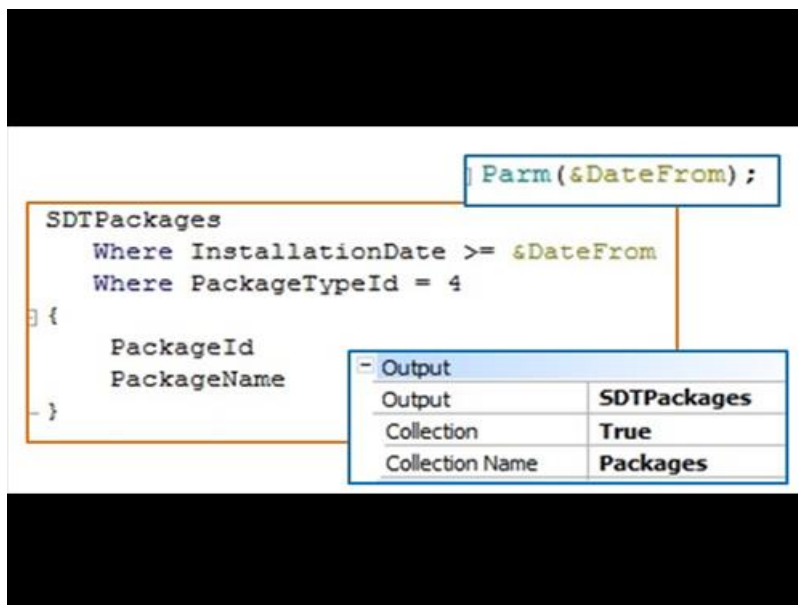 Parm(&DateFrom);
SDTPackages
Where InstallationDate >= &DateFrom
Where PackageTypeId = 4
{
PackageId
PackageName
}
Output
Output SDTPackages
Collection True
Collection Name Packages